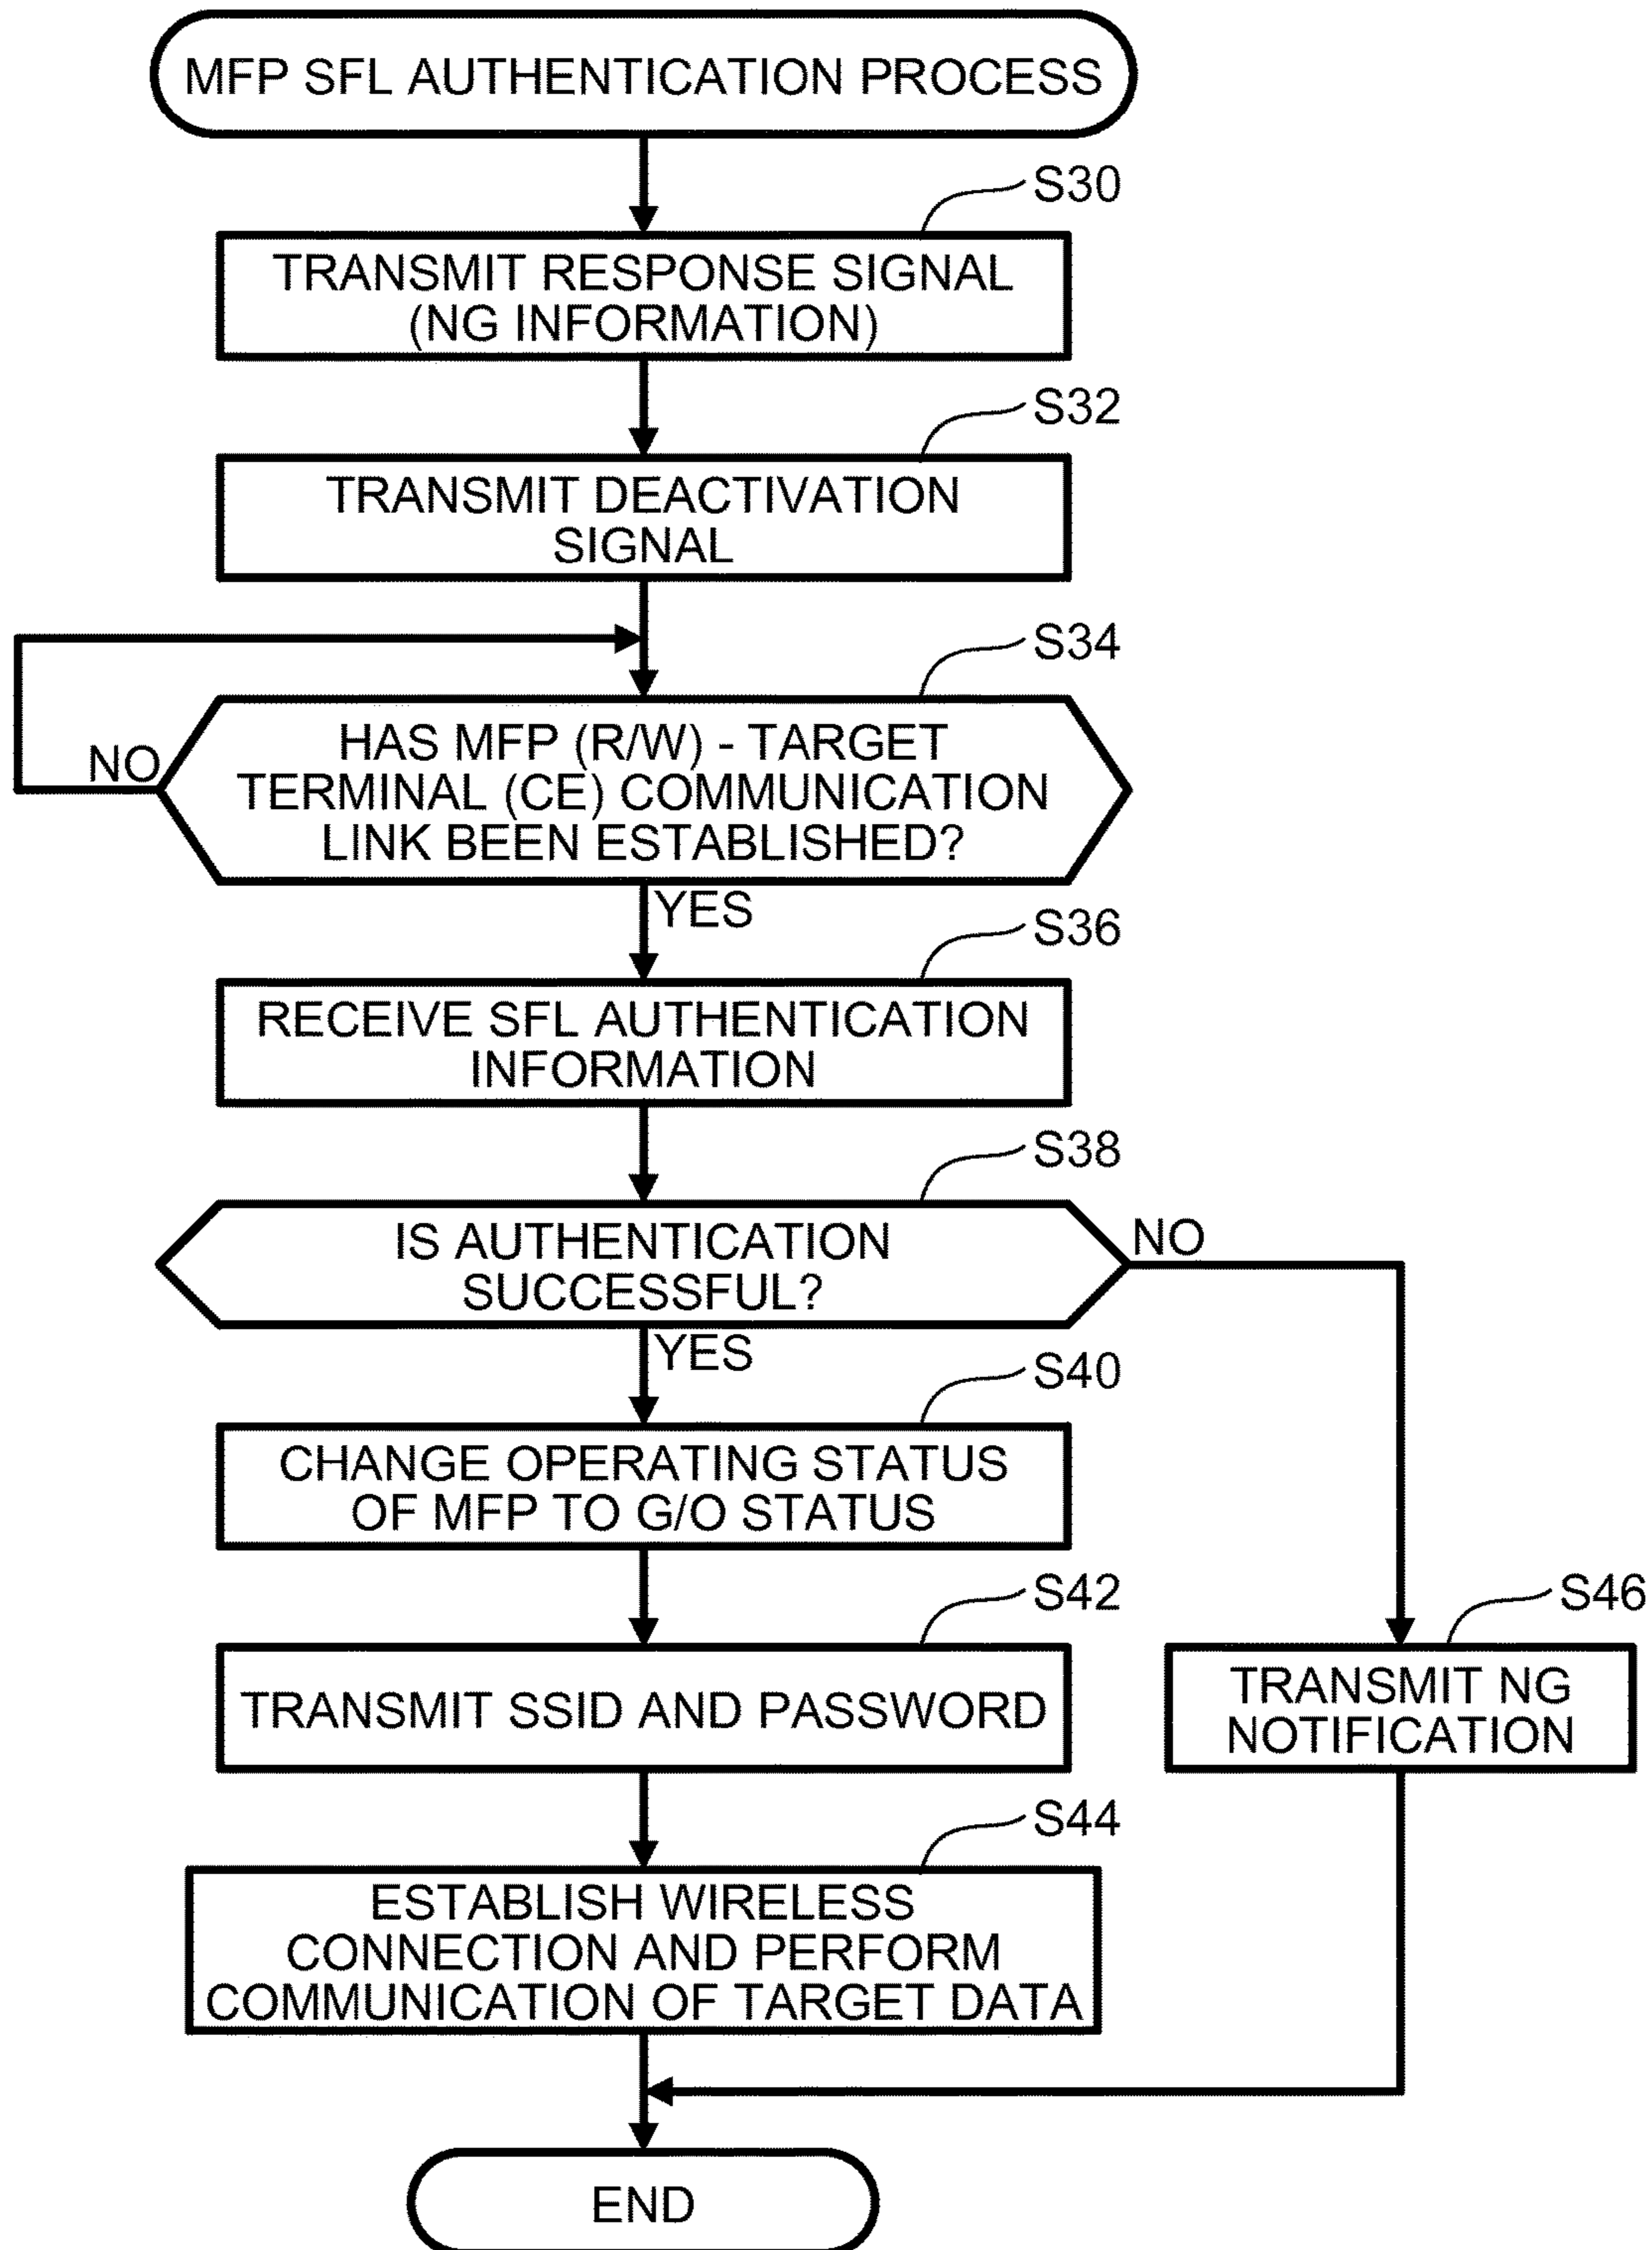 MFP SFL AUTHENTICATION PROCESS
S30
TRANSMIT RESPONSE SIGNAL
(NG INFORMATION)
S32
TRANSMIT DEACTIVATION
SIGNAL
S34
HAS MFP (R/W) - TARGET
TERMINAL (CE) COMMUNICATION
LINK BEEN ESTABLISHED?
NO
YES
S36
RECEIVE SFL AUTHENTICATION
INFORMATION
S38
IS AUTHENTICATION
SUCCESSFUL?
NO
YES
S40
CHANGE OPERATING STATUS
OF MFP TO G/O STATUS
S42
TRANSMIT SSID AND PASSWORD
S46
TRANSMIT NG
NOTIFICATION
S44
ESTABLISH WIRELESS
CONNECTION AND PERFORM
COMMUNICATION OF TARGET DATA
END